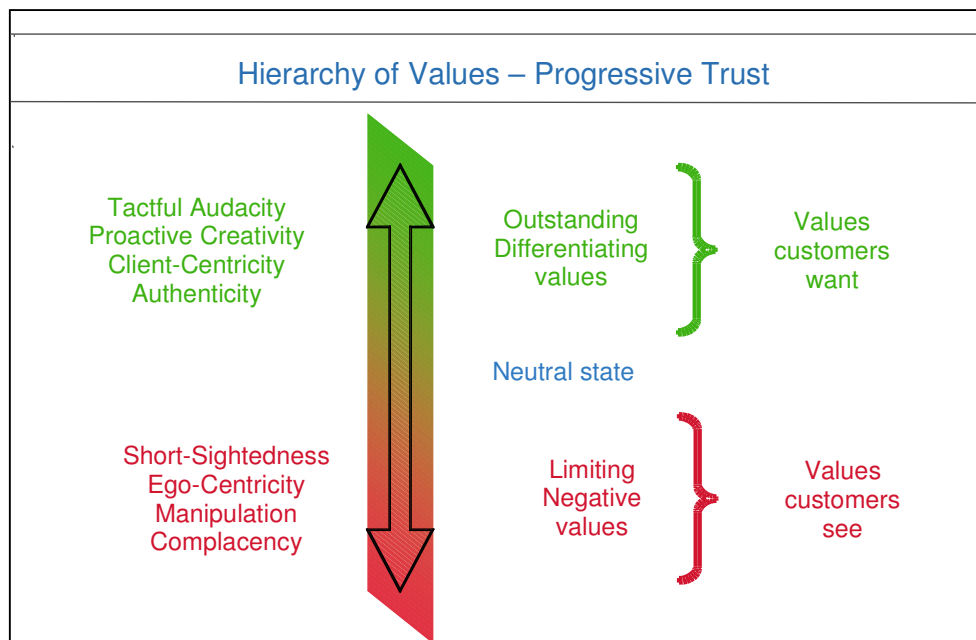 Hierarchy of Values – Progressive Trust
Tactful Audacity
Proactive Creativity
Client-Centricity
Authenticity
Outstanding
Differentiating
values
Values
customers
want
Neutral state
Short-Sightedness
Ego-Centricity
Manipulation
Complacency
Limiting
Negative
values
Values
customers
see